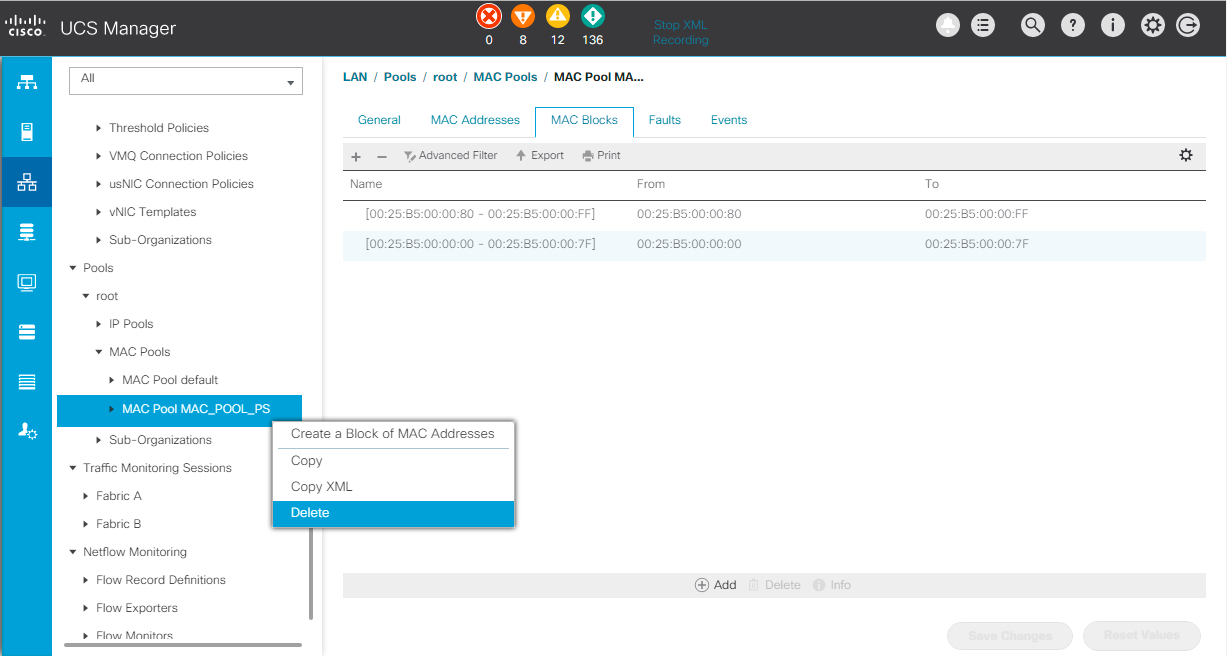 cisco UCS Manager
0 8 12 136
Stop XML
Recording
All
Threshold Policies
VMQ Connection Policies
usNIC Connection Policies
vNIC Templates
Sub-Organizations
Pools
root
IP Pools
MAC Pools
MAC Pool default
MAC Pool MAC_POOL_PS
Sub-Organizations
Traffic Monitoring Sessions
Fabric A
Fabric B
Netflow Monitoring
Flow Record Definitions
Flow Exporters
Flow Monitors
Create a Block of MAC Addresses
Copy
Copy XML
Delete
LAN / Pools / root / MAC Pools / MAC Pool MA...
General MAC Addresses MAC Blocks Faults Events
+ − Advanced Filter Export Print
Name From To
[00:25:B5:00:00:80 - 00:25:B5:00:00:FF] 00:25:B5:00:00:80 00:25:B5:00:00:FF
[00:25:B5:00:00:00 - 00:25:B5:00:00:7F] 00:25:B5:00:00:00 00:25:B5:00:00:7F
Add Delete Info
Save Changes Reset Values